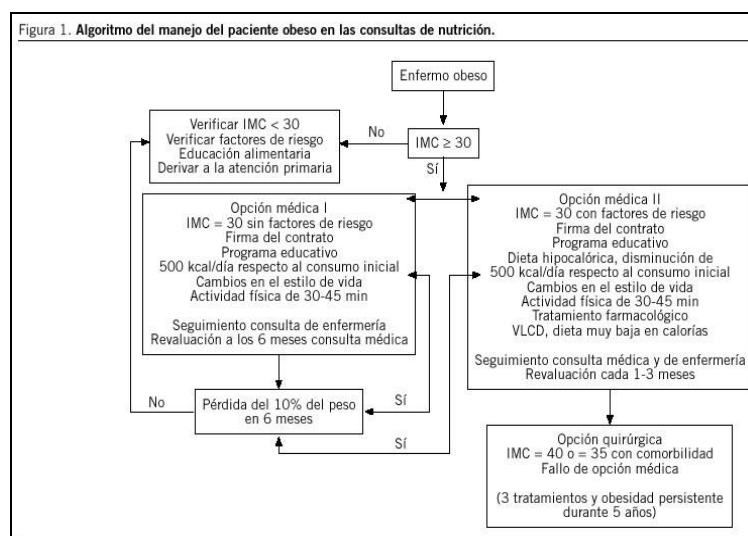 Figura 1. Algoritmo del manejo del paciente obeso en las consultas de nutrición.
Enfermo obeso
IMC ≥ 30
No
Sí
Verificar IMC < 30
Verificar factores de riesgo
Educación alimentaria
Derivar a la atención primaria
Opción médica I
IMC = 30 sin factores de riesgo
Firma del contrato
Programa educativo
500 kcal/día respecto al consumo inicial
Cambios en el estilo de vida
Actividad física de 30-45 min
Seguimiento consulta de enfermería
Revaluación a los 6 meses consulta médica
Opción médica II
IMC = 30 con factores de riesgo
Firma del contrato
Programa educativo
Dieta hipocalórica, disminución de
500 kcal/día respecto al consumo inicial
Cambios en el estilo de vida
Actividad física de 30-45 min
Tratamiento farmacológico
VLCD, dieta muy baja en calorías
Seguimiento consulta médica y de enfermería
Revaluación cada 1-3 meses
No
Pérdida del 10% del peso
en 6 meses
Sí
Sí
Opción quirúrgica
IMC = 40 o = 35 con comorbilidad
Fallo de opción médica
(3 tratamientos y obesidad persistente
durante 5 años)